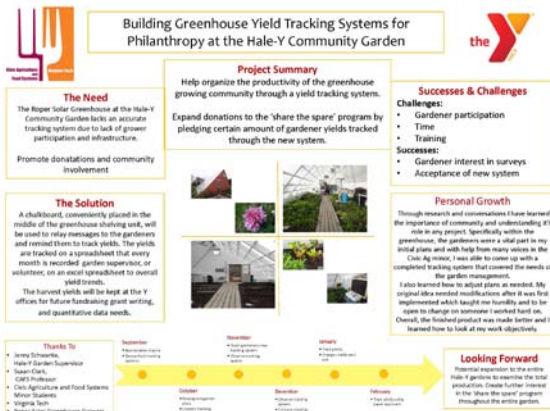 Building Greenhouse Yield Tracking Systems for
Philanthropy at the Hale-Y Community Garden
the Y
Civic Agriculture
and
Food Systems
Virginia Tech
The Need
The Roper Solar Greenhouse at the Hale-Y
Community Garden lacks an accurate
tracking system due to lack of grower
participation and infrastructure.
Promote donatations and community
involvement
Project Summary
Help organize the productivity of the greenhouse
growing community through a yield tracking system.
Expand donations to the 'share the spare' program by
pledging certain amount of gardener yields tracked
through the new system.
Successes & Challenges
Challenges:
• Gardener participation
• Time
• Training
Successes:
• Gardener interest in surveys
• Acceptance of new system
The Solution
A chalkboard, conveniently placed in the
middle of the greenhouse shelving unit, will
be used to relay messages to the gardeners
and remind them to track yields. The yields
are tracked on a spreadsheet that every
month is recorded garden supervisor, or
volunteer, on an excel spreadsheet to overall
yield trends.
The harvest yields will be kept at the Y
offices for future fundraising grant writing,
and quantitative data needs.
Personal Growth
Through research and conversations I have learned
the importance of community and understanding it's
role in any project. Specifically within the
greenhouse, the gardeners were a vital part in my
initial plans and with help from many voices in the
Civic Ag minor, I was able to come up with a
completed tracking system that covered the needs of
the garden management.
I also learned how to adjust plans as needed. My
original idea needed modifications after it was first
implemented which taught me humility and to be
open to change on someone I worked hard on.
Overall, the finished product was made better and I
learned how to look at my work objectively.
Thanks To
• Jenny Schwanke,
Hale-Y Garden Supervisor
• Susan Clark,
CAFS Professor
• Civic Agriculture and Food Systems
Minor Students
• Virginia Tech
September
October
November
December
January
February
Looking Forward
Potential expansion to the entire
Hale-Y gardens to examine the total
production. Create further interest
in the 'share the spare' program
throughout the entire garden.